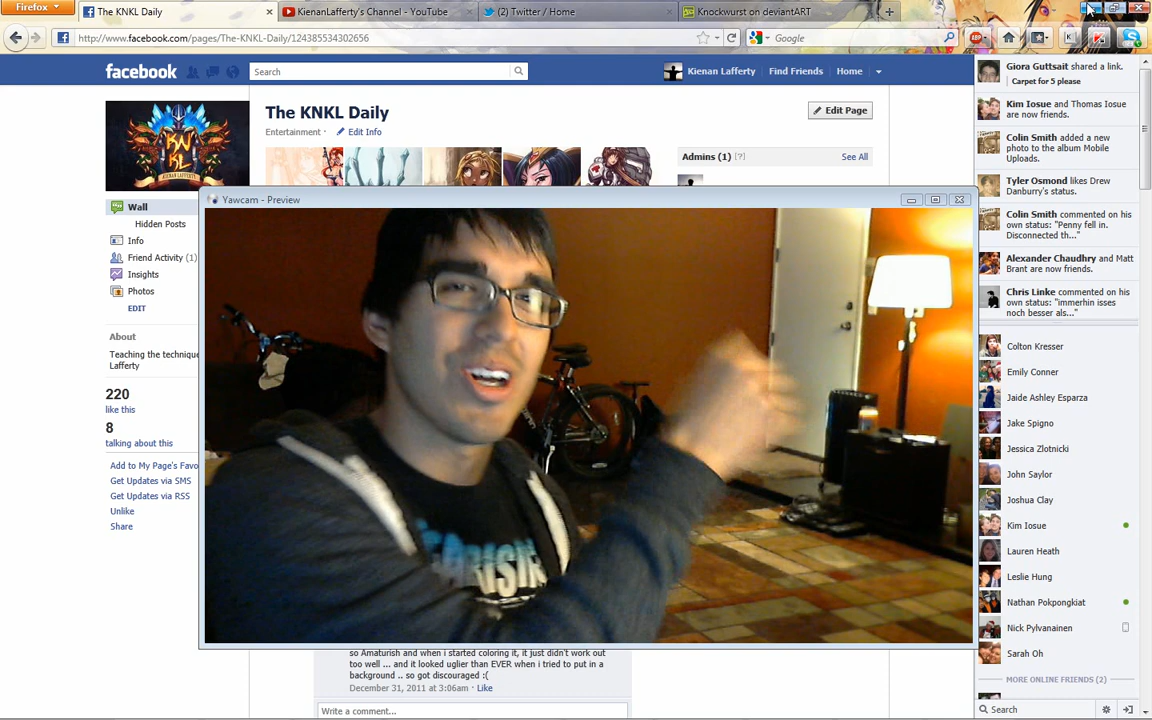 Firefox
The KNKL Daily
KienanLafferty's Channel - YouTube
(2) Twitter / Home
Knockwurst on deviantART
http://www.facebook.com/pages/The-KNKL-Daily/124385534302656
Google
facebook
Search
Kienan Lafferty
Find Friends
Home
KN
KL
KIENAN LAFFERTY
The KNKL Daily
Entertainment ·
Edit Info
Edit Page
Admins (1) [?]
See All
Wall
Hidden Posts
Info
Friend Activity (1)
Insights
Photos
EDIT
About
Teaching the technique
Lafferty
220
like this
8
talking about this
Add to My Page's Favo
Get Updates via SMS
Get Updates via RSS
Unlike
Share
Yawcam - Preview
so Amaturish and when i started coloring it, it just didn't work out
too well ... and it looked uglier than EVER when i tried to put in a
background .. so got discouraged :(
December 31, 2011 at 3:06am · Like
Write a comment...
Giora Guttsait shared a link.
Carpet for 5 please
Kim Iosue and Thomas Iosue
are now friends.
Colin Smith added a new
photo to the album Mobile
Uploads.
Tyler Osmond likes Drew
Danburry's status.
Colin Smith commented on his
own status: "Penny fell in.
Disconnected th..."
Alexander Chaudhry and Matt
Brant are now friends.
Chris Linke commented on his
own status: "immerhin isses
noch besser als..."
Colton Kresser
Emily Conner
Jaide Ashley Esparza
Jake Spigno
Jessica Zlotnicki
John Saylor
Joshua Clay
Kim Iosue
Lauren Heath
Leslie Hung
Nathan Pokpongkiat
Nick Pylvanainen
Sarah Oh
MORE ONLINE FRIENDS (2)
Search